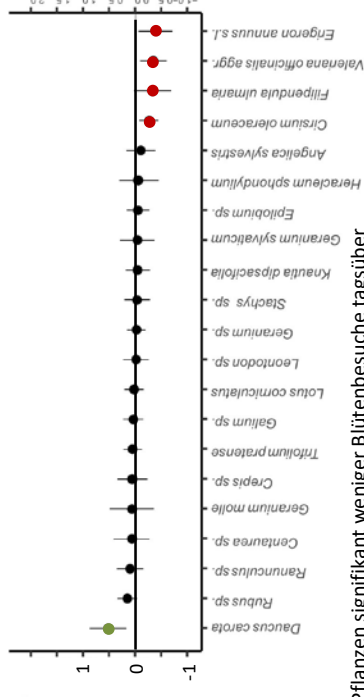 Erigeron annuus s.l.
Valeriana officinalis aggr.
Filipendula ulmaria
Cirsium oleraceum
Angelica sylvestris
Heracleum sphondylium
Epilobium sp.
Geranium sylvaticum
Knautia dipsacifolia
Stachys sp.
Geranium sp.
Leontodon sp.
Lotus corniculatus
Galium sp.
Trifolium pratense
Crepis sp.
Geranium molle
Centaurea sp.
Ranunculus sp.
Rubus sp.
Daucus carota
1
0
-1
Pflanzen signifikant weniger Blütenbesuche tagsüber